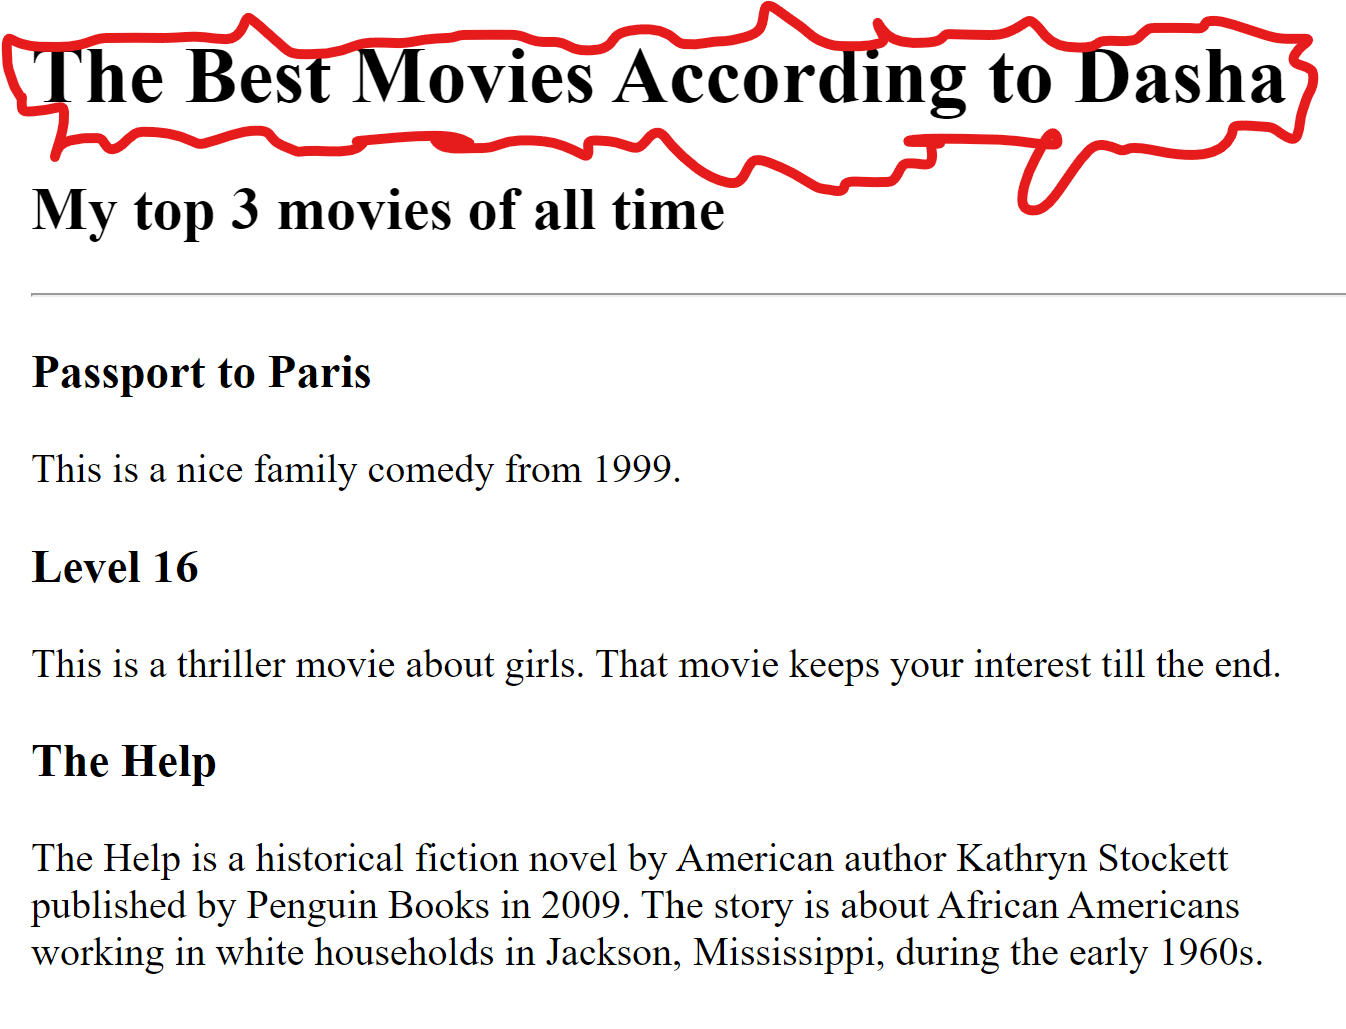 The Best Movies According to Dasha
My top 3 movies of all time
Passport to Paris
This is a nice family comedy from 1999.
Level 16
This is a thriller movie about girls. That movie keeps your interest till the end.
The Help
The Help is a historical fiction novel by American author Kathryn Stockett
published by Penguin Books in 2009. The story is about African Americans
working in white households in Jackson, Mississippi, during the early 1960s.